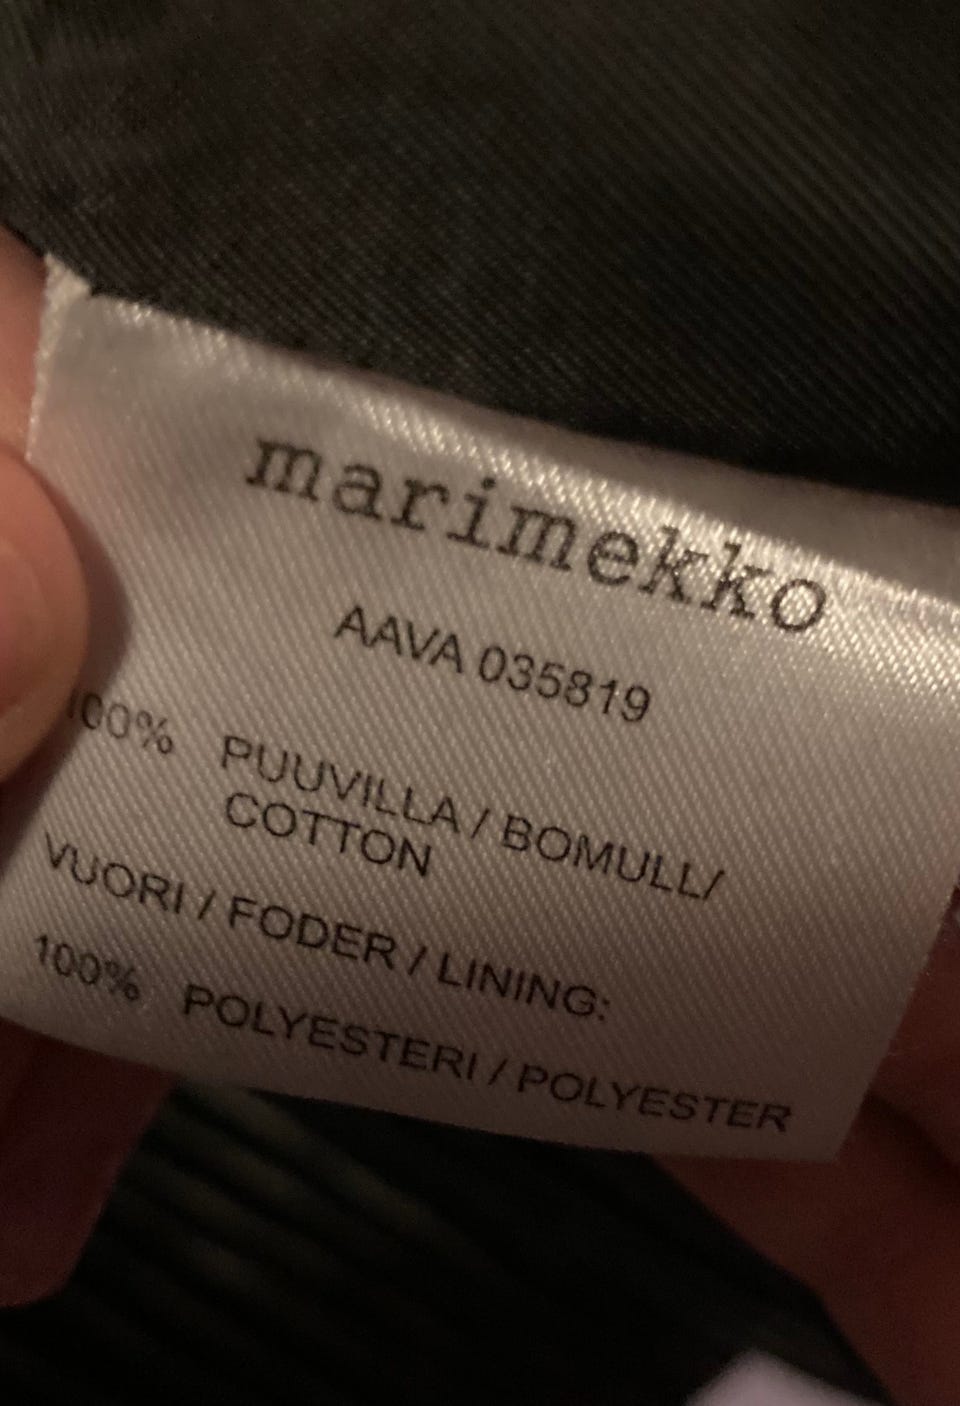 marimekko
AAVA 035819
100% PUUVILLA / BOMULL/
COTTON
VUORI / FODER / LINING:
100% POLYESTERI / POLYESTER